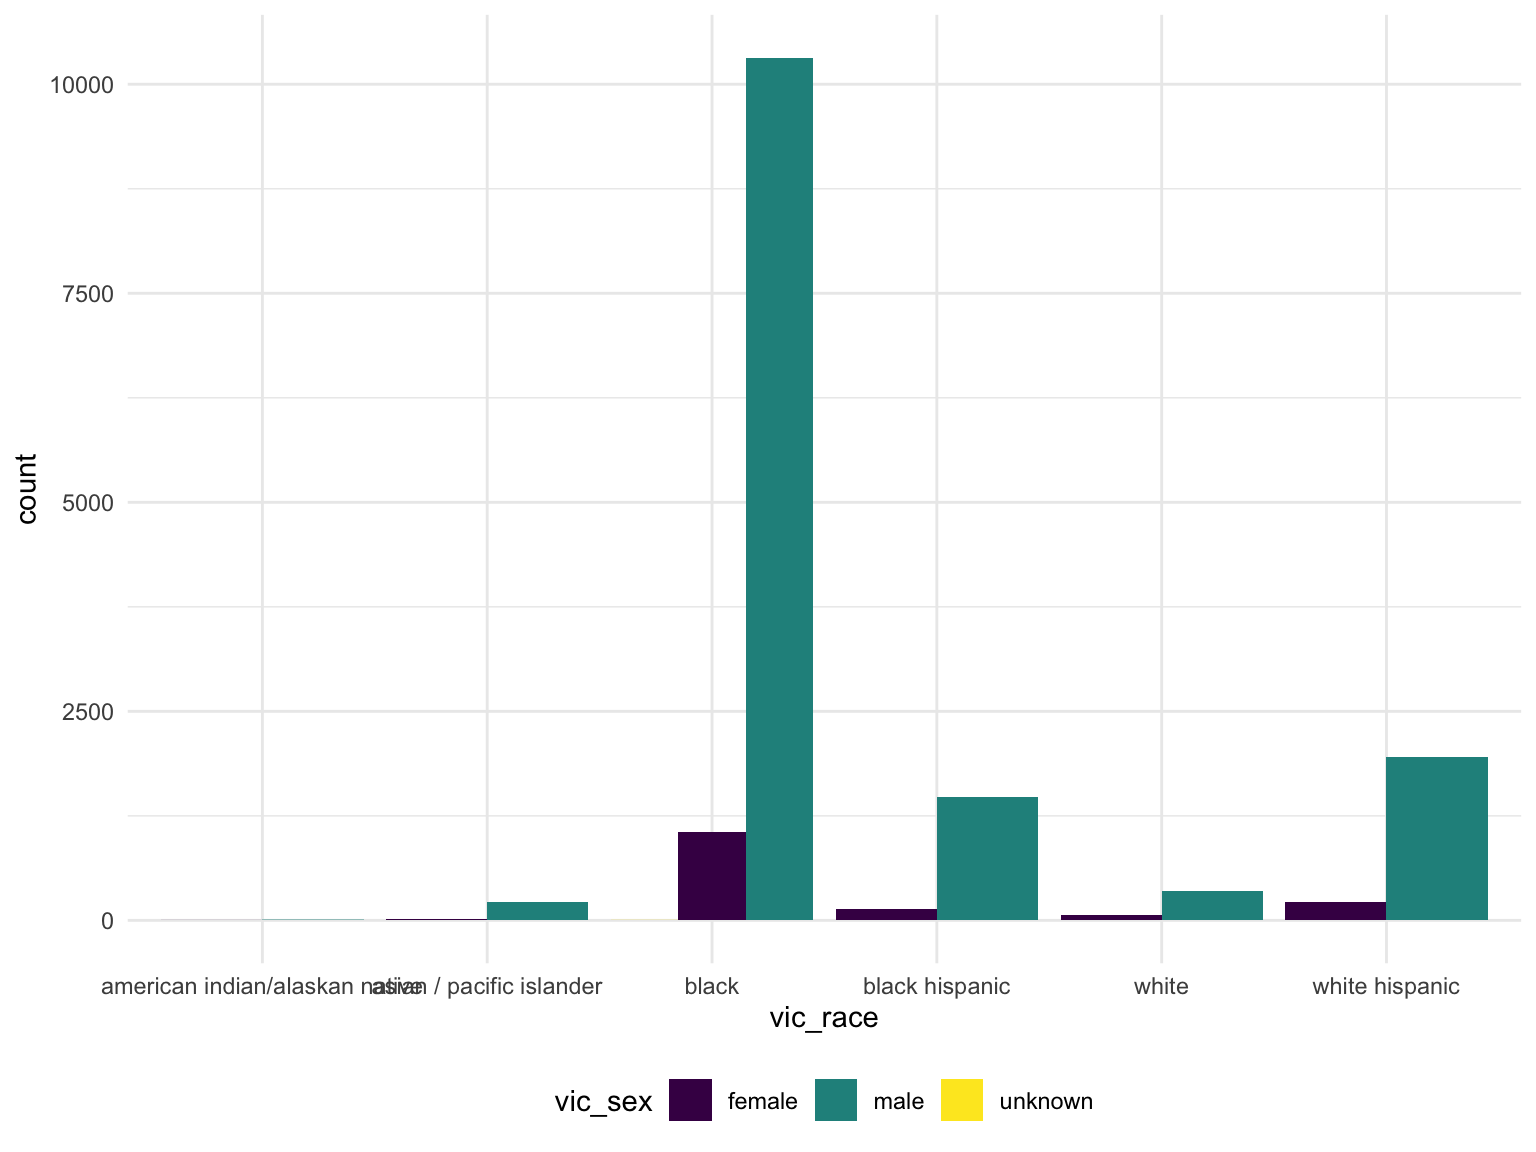 10000
7500
5000
2500
0
count
american indian/alaskan native
asian / pacific islander
black
black hispanic
white
white hispanic
vic_race
vic_sex
female
male
unknown